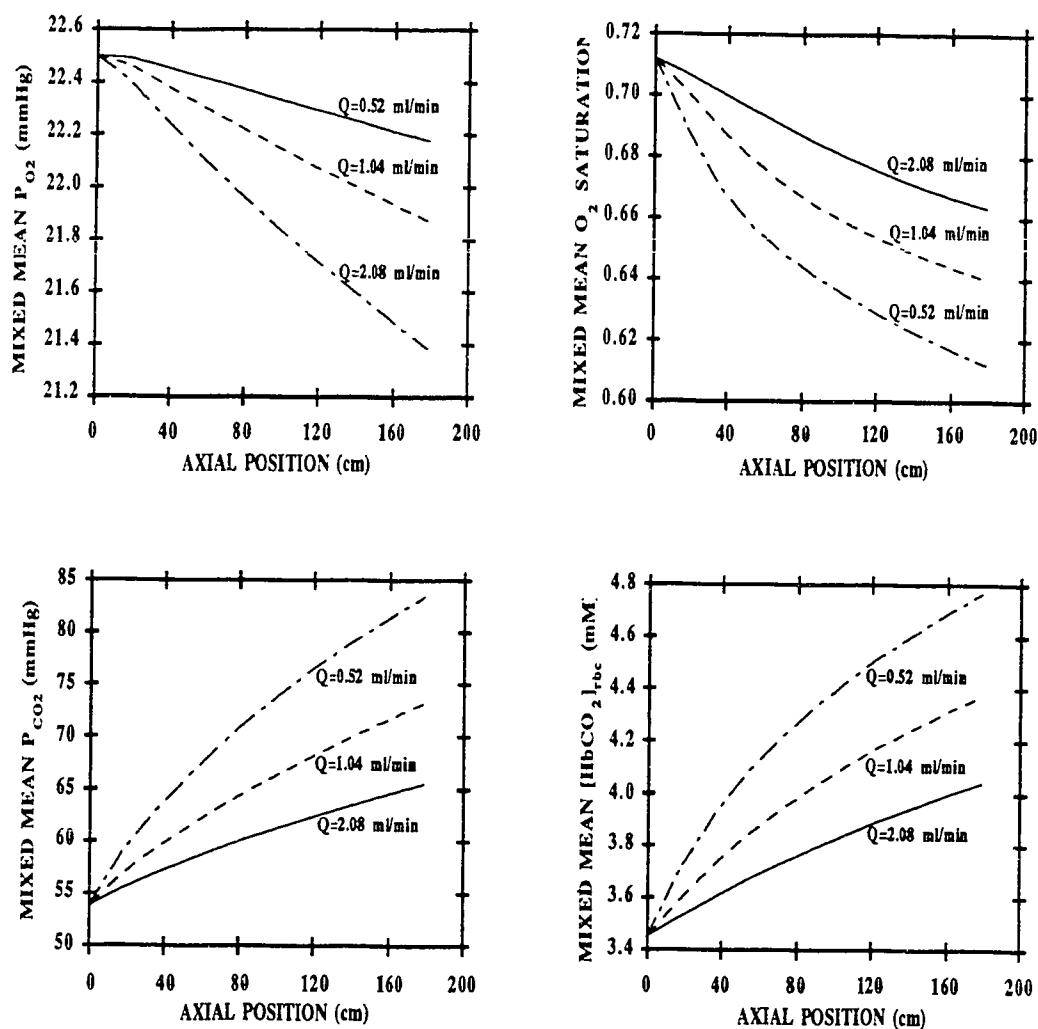 MIXED MEAN P_O2 (mmHg)
22.6
22.4
22.2
22.0
21.8
21.6
21.4
21.2
Q=0.52 ml/min
Q=1.04 ml/min
Q=2.08 ml/min
0 40 80 120 160 200
AXIAL POSITION (cm)
MIXED MEAN O2 SATURATION
0.72
0.70
0.68
0.66
0.64
0.62
0.60
Q=2.08 ml/min
Q=1.04 ml/min
Q=0.52 ml/min
0 40 80 120 160 200
AXIAL POSITION (cm)
MIXED MEAN P_CO2 (mmHg)
85
80
75
70
65
60
55
50
Q=0.52 ml/min
Q=1.04 ml/min
Q=2.08 ml/min
0 40 80 120 160 200
AXIAL POSITION (cm)
MIXED MEAN [HbCO2]rbc (mM)
4.8
4.6
4.4
4.2
4.0
3.8
3.6
3.4
Q=0.52 ml/min
Q=1.04 ml/min
Q=2.08 ml/min
0 40 80 120 160 200
AXIAL POSITION (cm)